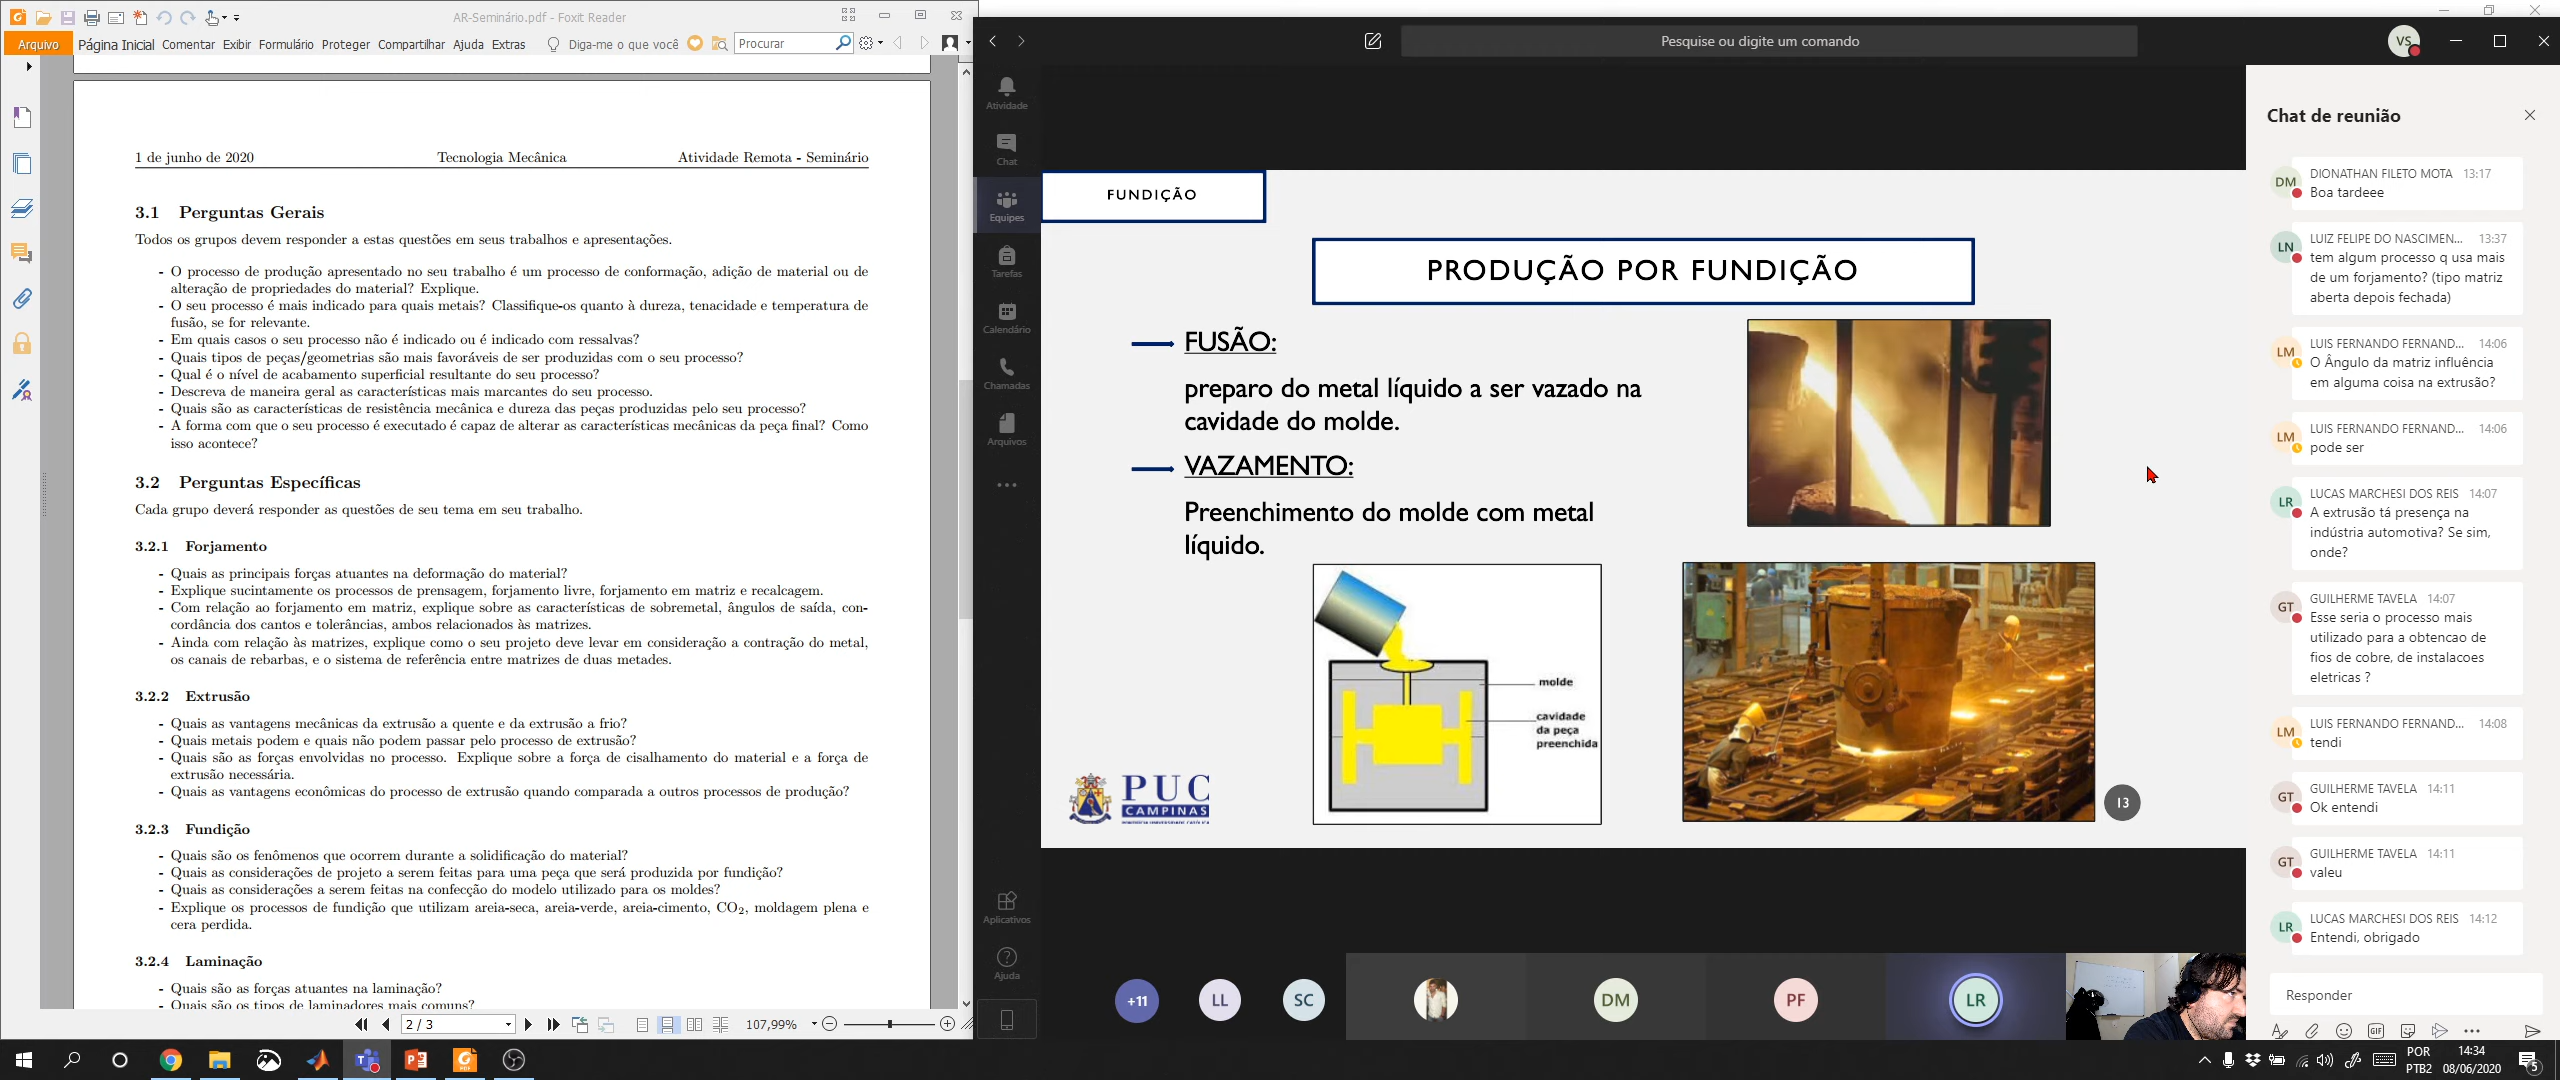 AR-Seminário.pdf - Foxit Reader
Arquivo Página Inicial Comentar Exibir Formulário Proteger Compartilhar Ajuda Extras Diga-me o que você Procurar
1 de junho de 2020 Tecnologia Mecânica Atividade Remota - Seminário
3.1 Perguntas Gerais
Todos os grupos devem responder a estas questões em seus trabalhos e apresentações.
- O processo de produção apresentado no seu trabalho é um processo de conformação, adição de material ou de
alteração de propriedades do material? Explique.
- O seu processo é mais indicado para quais metais? Classifique-os quanto à dureza, tenacidade e temperatura de
fusão, se for relevante.
- Em quais casos o seu processo não é indicado ou é indicado com ressalvas?
- Quais tipos de peças/geometrias são mais favoráveis de ser produzidas com o seu processo?
- Qual é o nível de acabamento superficial resultante do seu processo?
- Descreva de maneira geral as características mais marcantes do seu processo.
- Quais são as características de resistência mecânica e dureza das peças produzidas pelo seu processo?
- A forma com que o seu processo é executado é capaz de alterar as características mecânicas da peça final? Como
isso acontece?
3.2 Perguntas Específicas
Cada grupo deverá responder as questões de seu tema em seu trabalho.
3.2.1 Forjamento
- Quais as principais forças atuantes na deformação do material?
- Explique sucintamente os processos de prensagem, forjamento livre, forjamento em matriz e recalcagem.
- Com relação ao forjamento em matriz, explique sobre as características de sobremetal, ângulos de saída, con-
cordância dos cantos e tolerâncias, ambos relacionados às matrizes.
- Ainda com relação às matrizes, explique como o seu projeto deve levar em consideração a contração do metal,
os canais de rebarbas, e o sistema de referência entre matrizes de duas metades.
3.2.2 Extrusão
- Quais as vantagens mecânicas da extrusão a quente e da extrusão a frio?
- Quais metais podem e quais não podem passar pelo processo de extrusão?
- Quais são as forças envolvidas no processo. Explique sobre a força de cisalhamento do material e a força de
extrusão necessária.
- Quais as vantagens econômicas do processo de extrusão quando comparada a outros processos de produção?
3.2.3 Fundição
- Quais são os fenômenos que ocorrem durante a solidificação do material?
- Quais as considerações de projeto a serem feitas para uma peça que será produzida por fundição?
- Quais as considerações a serem feitas na confecção do modelo utilizado para os moldes?
- Explique os processos de fundição que utilizam areia-seca, areia-verde, areia-cimento, CO2, moldagem plena e
cera perdida.
3.2.4 Laminação
- Quais são as forças atuantes na laminação?
- Quais são os tipos de laminadores mais comuns?
2 / 3
107,99%
Pesquise ou digite um comando
VS
Atividade
Chat
Equipes
Tarefas
Calendário
Chamadas
Arquivos
Aplicativos
Ajuda
FUNDIÇÃO
PRODUÇÃO POR FUNDIÇÃO
FUSÃO:
preparo do metal líquido a ser vazado na
cavidade do molde.
VAZAMENTO:
Preenchimento do molde com metal
líquido.
molde
cavidade
da peça
preenchida
PUC
CAMPINAS
PONTIFÍCIA UNIVERSIDADE CATÓLICA
13
+11
LL
SC
DM
PF
LR
Chat de reunião
DM
DIONATHAN FILETO MOTA 13:17
Boa tardeee
LN
LUIZ FELIPE DO NASCIMEN... 13:37
tem algum processo q usa mais
de um forjamento? (tipo matriz
aberta depois fechada)
LM
LUIS FERNANDO FERNAND... 14:06
O Ângulo da matriz influência
em alguma coisa na extrusão?
LM
LUIS FERNANDO FERNAND... 14:06
pode ser
LR
LUCAS MARCHESI DOS REIS 14:07
A extrusão tá presença na
indústria automotiva? Se sim,
onde?
GT
GUILHERME TAVELA 14:07
Esse seria o processo mais
utilizado para a obtencao de
fios de cobre, de instalacoes
eletricas ?
LM
LUIS FERNANDO FERNAND... 14:08
tendi
GT
GUILHERME TAVELA 14:11
Ok entendi
GT
GUILHERME TAVELA 14:11
valeu
LR
LUCAS MARCHESI DOS REIS 14:12
Entendi, obrigado
Responder
GIF
POR
PTB2
14:34
08/06/2020
5